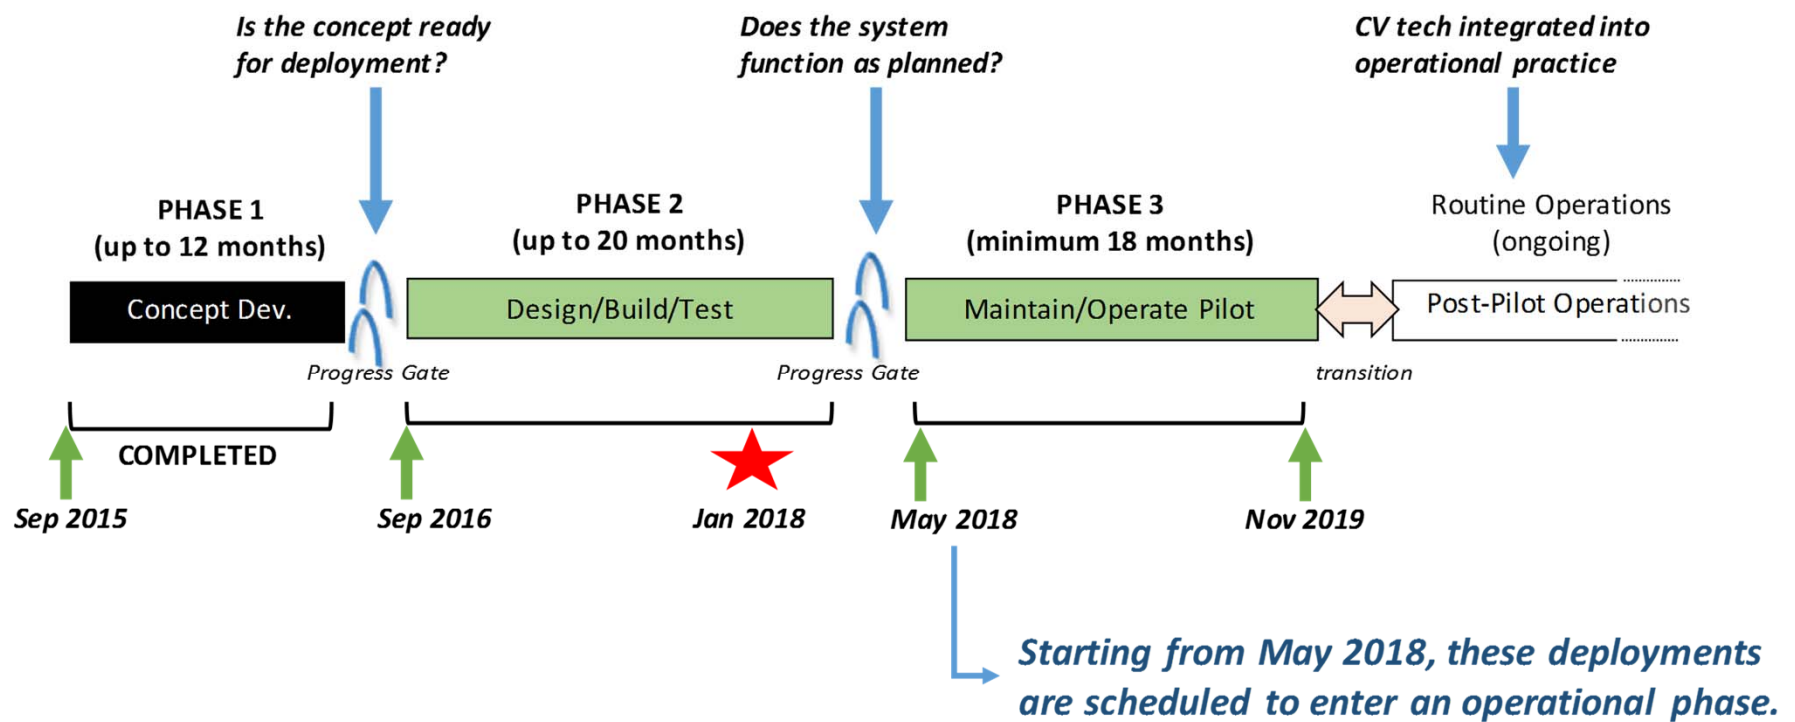 Is the concept ready
for deployment?
Does the system
function as planned?
CV tech integrated into
operational practice
PHASE 1
(up to 12 months)
PHASE 2
(up to 20 months)
PHASE 3
(minimum 18 months)
Routine Operations
(ongoing)
Concept Dev.
Design/Build/Test
Maintain/Operate Pilot
Post-Pilot Operations
Progress Gate
Progress Gate
transition
COMPLETED
Sep 2015
Sep 2016
Jan 2018
May 2018
Nov 2019
Starting from May 2018, these deployments
are scheduled to enter an operational phase.